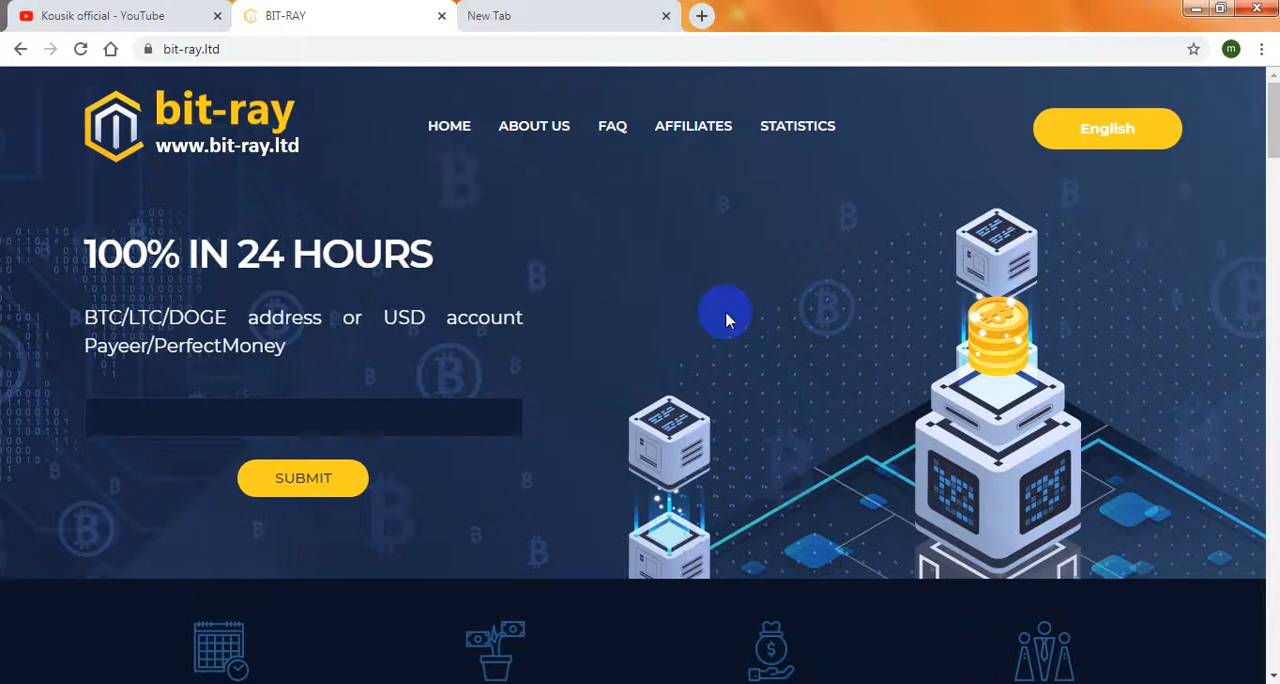 Kousik official - YouTube
BIT-RAY
New Tab
bit-ray.ltd
m
bit-ray
www.bit-ray.ltd
HOME ABOUT US FAQ AFFILIATES STATISTICS
English
100% IN 24 HOURS
BTC/LTC/DOGE address or USD account
Payeer/PerfectMoney
SUBMIT